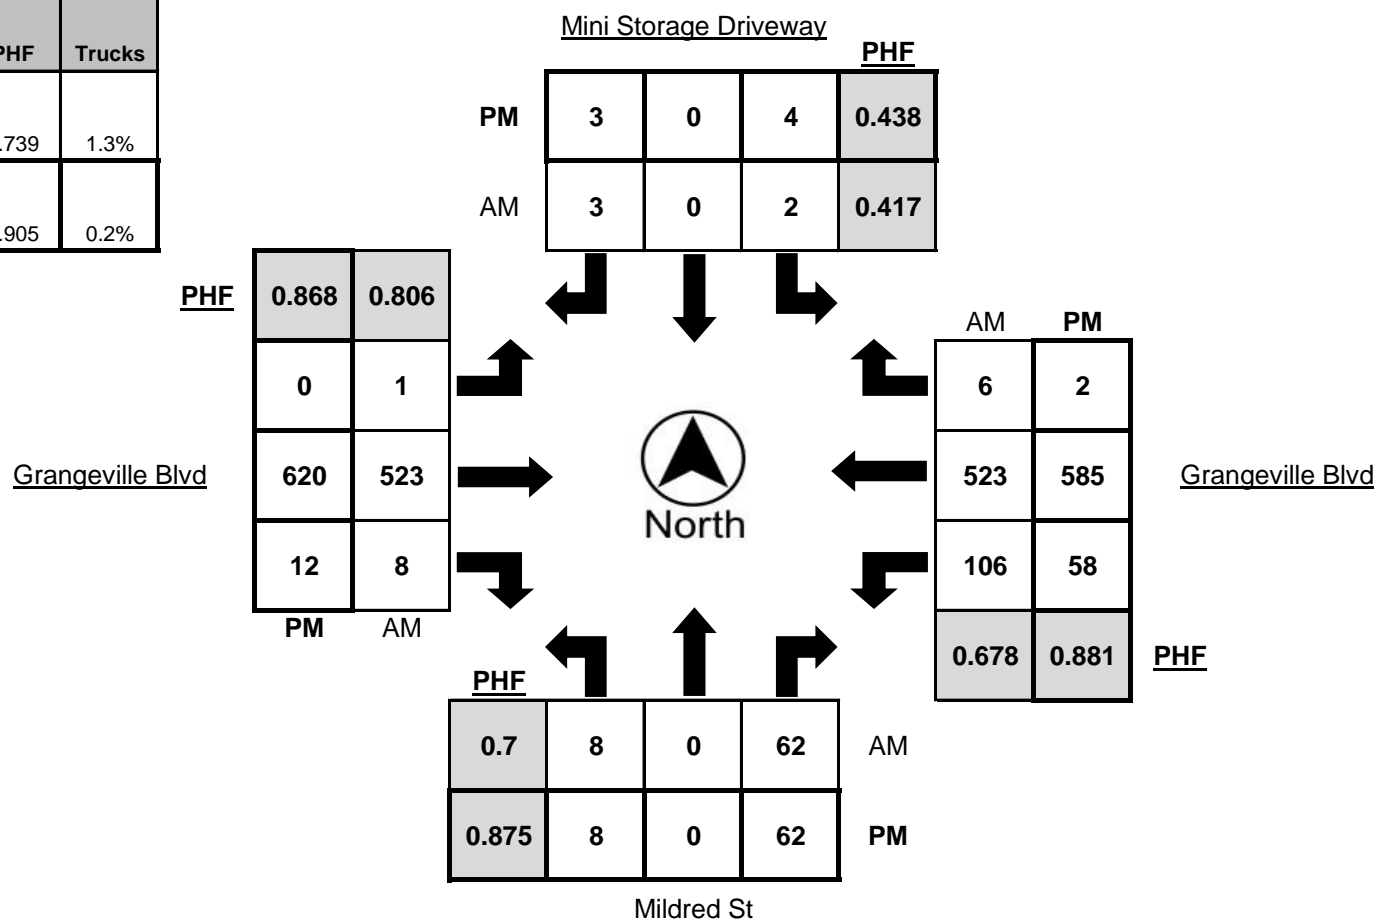 PHF Trucks
.739 1.3%
.905 0.2%
Mini Storage Driveway
PHF
PM 3 0 4 0.438
AM 3 0 2 0.417
PHF 0.868 0.806
0 1
Grangeville Blvd 620 523
12 8
PM AM
North
AM PM
6 2
523 585 Grangeville Blvd
106 58
0.678 0.881 PHF
PHF
0.7 8 0 62 AM
0.875 8 0 62 PM
Mildred St